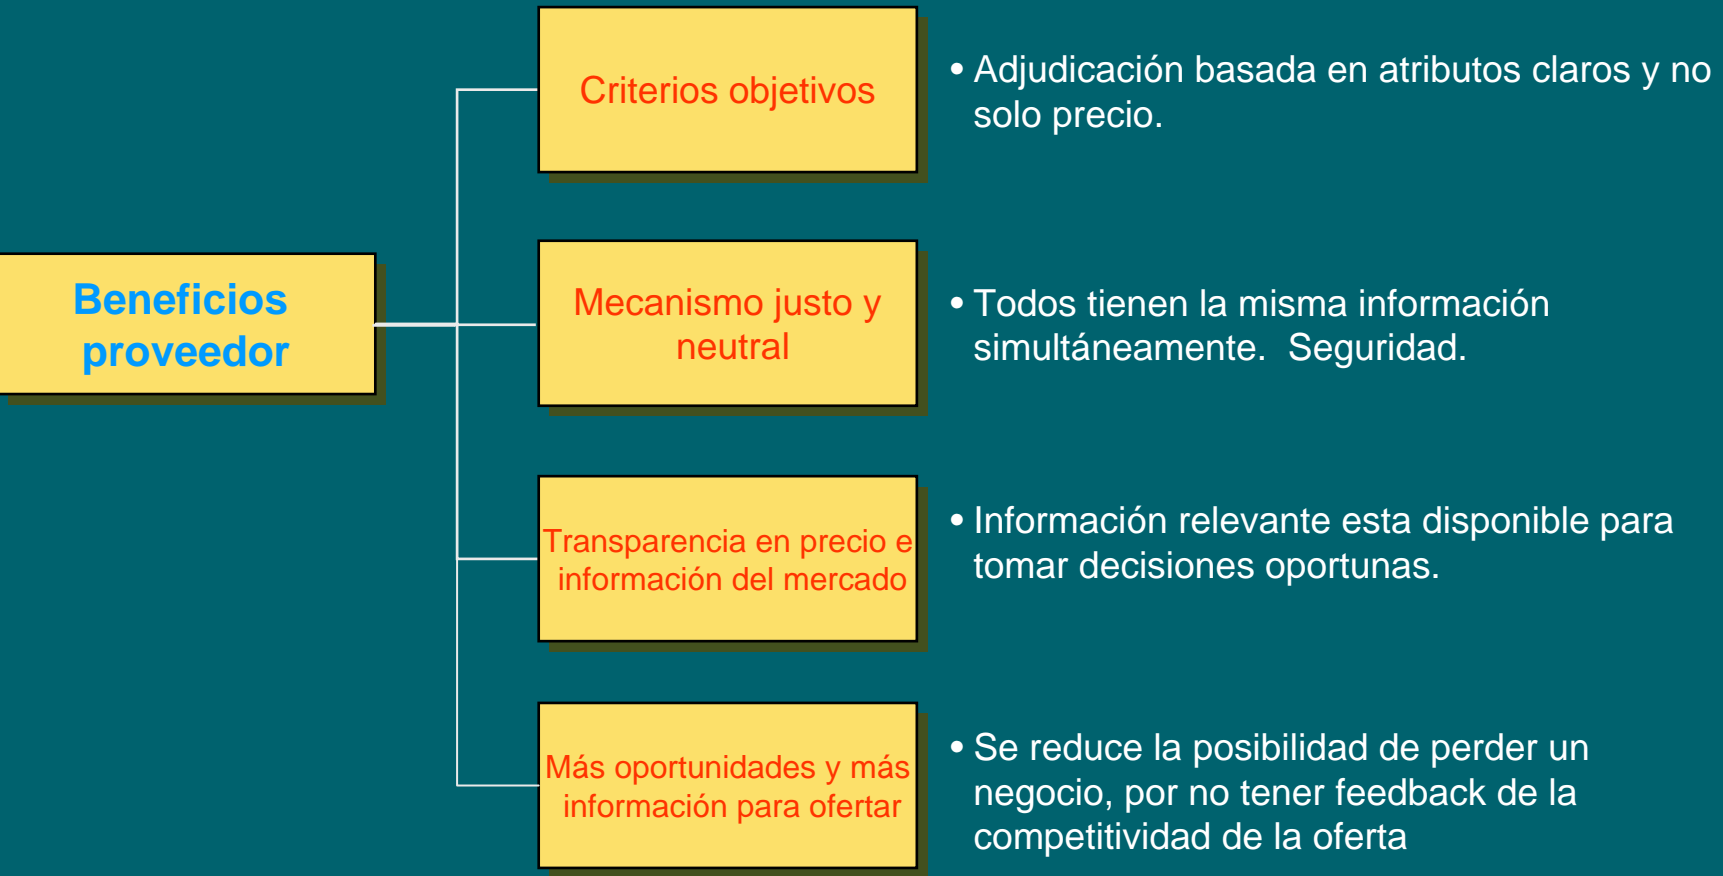 Beneficios
proveedor
Criterios objetivos
• Adjudicación basada en atributos claros y no
solo precio.
Mecanismo justo y
neutral
• Todos tienen la misma información
simultáneamente.  Seguridad.
Transparencia en precio e
información del mercado
• Información relevante esta disponible para
tomar decisiones oportunas.
Más oportunidades y más
información para ofertar
• Se reduce la posibilidad de perder un
negocio, por no tener feedback de la
competitividad de la oferta